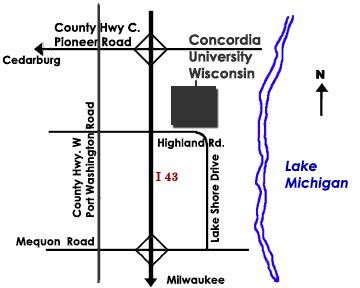 County Hwy C.
Pioneer Road
Cedarburg
Concordia
University
Wisconsin
N
County Hwy. W
Port Washington Road
Highland Rd.
I 43
Lake Shore Drive
Lake
Michigan
Mequon Road
Milwaukee